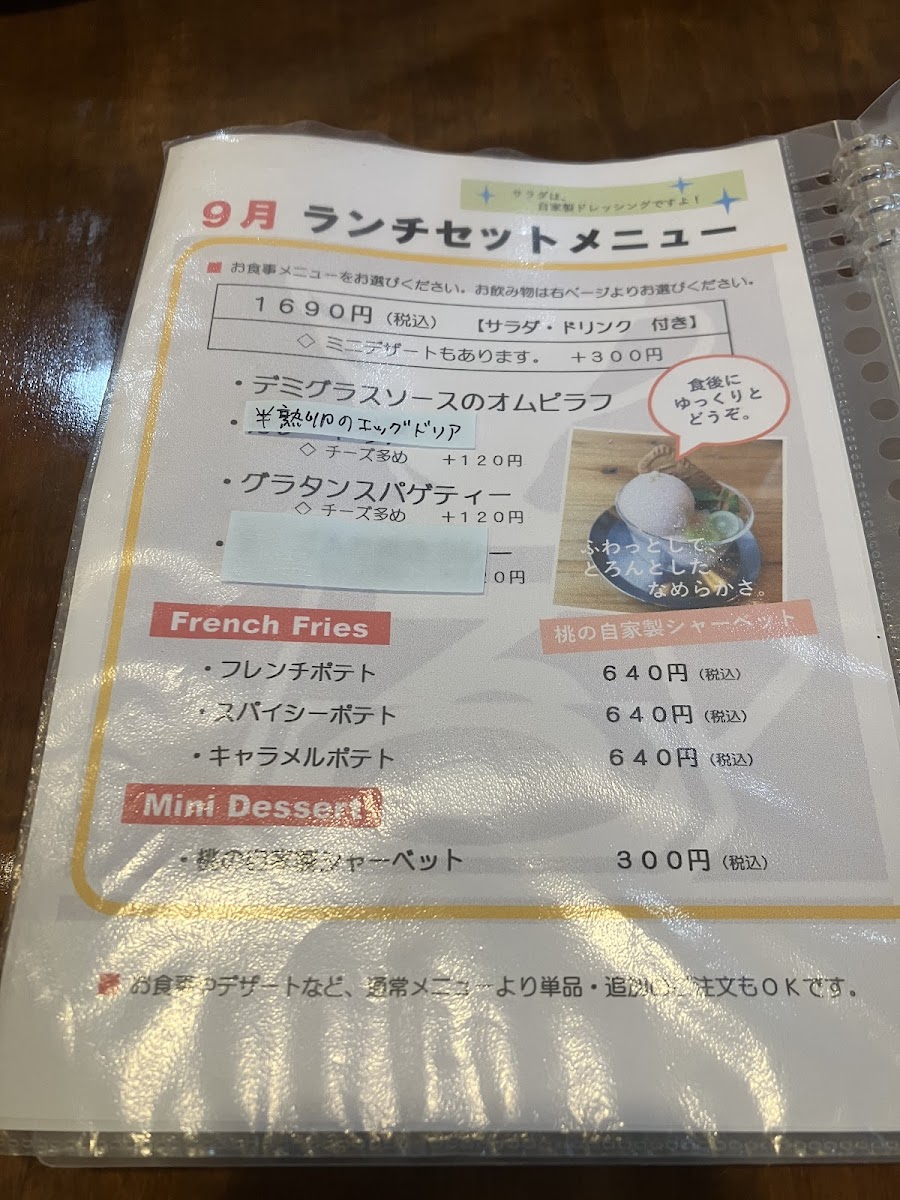 サラダは、
自家製ドレッシングですよ！
9月 ランチセットメニュー
■ お食事メニューをお選びください。お飲み物は右ページよりお選びください。
１６９０円（税込） 【サラダ・ドリンク 付き】
◇ ミニデザートもあります。 ＋３００円
・デミグラスソースのオムピラフ
・半熟卵のエッグドリア
◇ チーズ多め ＋１２０円
・グラタンスパゲティー
◇ チーズ多め ＋１２０円
・ ー
２０円
食後に
ゆっくりと
どうぞ。
ふわっとして、
とろんとした
なめらかさ。
桃の自家製シャーベット
French Fries
・フレンチポテト ６４０円（税込）
・スパイシーポテト ６４０円（税込）
・キャラメルポテト ６４０円（税込）
Mini Dessert
・桃の自家製シャーベット ３００円（税込）
■ お食事やデザートなど、通常メニューより単品・追加のご注文もＯＫです。